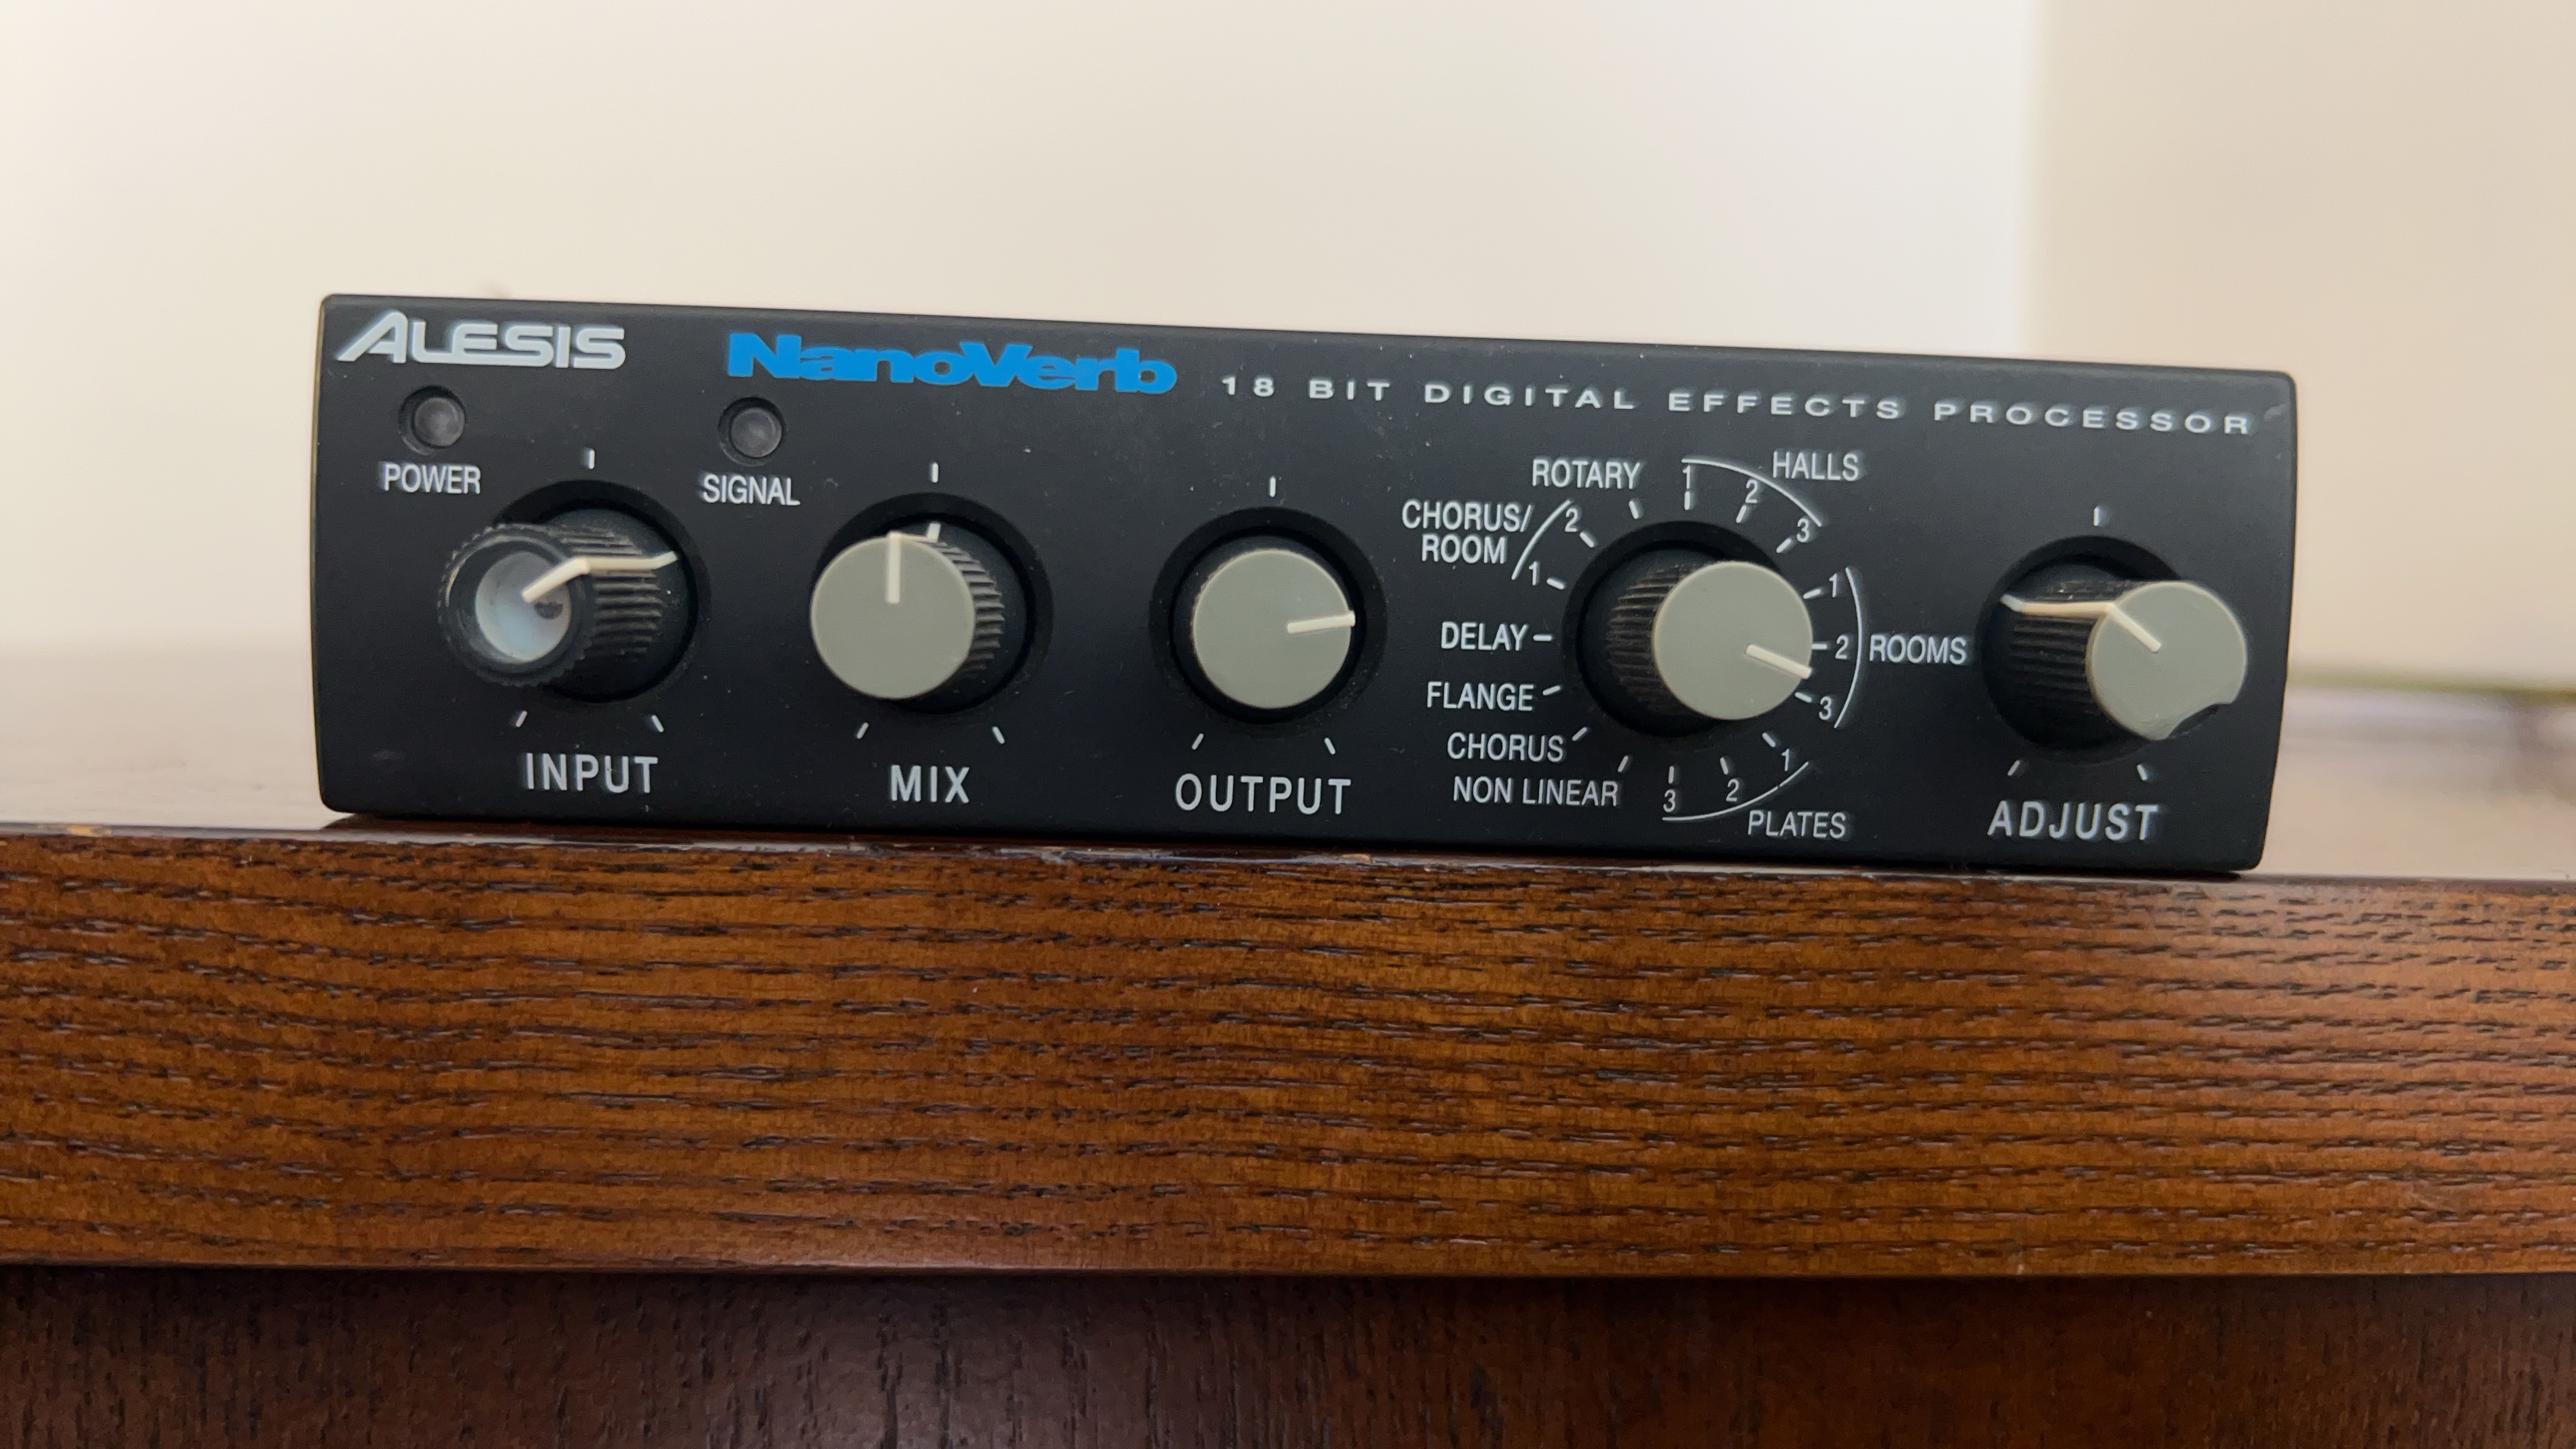 ALESIS
NanoVerb
18 BIT DIGITAL EFFECTS PROCESSOR
POWER
SIGNAL
INPUT
MIX
OUTPUT
ROTARY
1 HALLS
2
3
CHORUS/
ROOM
2
1
1
DELAY
2 ROOMS
FLANGE
3
CHORUS
1
NON LINEAR
3
2
PLATES
ADJUST